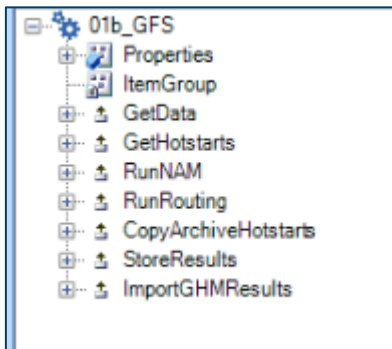 01b_GFS
Properties
ItemGroup
GetData
GetHotstarts
RunNAM
RunRouting
CopyArchiveHotstarts
StoreResults
ImportGHMResults